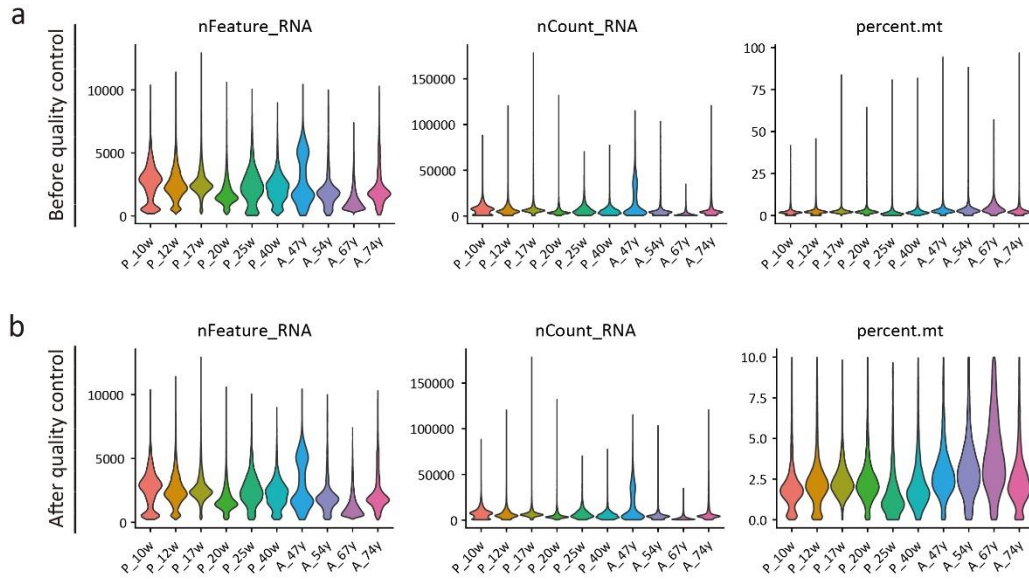 a
Before quality control
nFeature_RNA
10000
5000
0
P_10w P_12w P_17w P_20w P_25w P_40w A_47y A_54y A_67y A_74y
nCount_RNA
150000
100000
50000
0
P_10w P_12w P_17w P_20w P_25w P_40w A_47y A_54y A_67y A_74y
percent.mt
100
75
50
25
0
P_10w P_12w P_17w P_20w P_25w P_40w A_47y A_54y A_67y A_74y
b
After quality control
nFeature_RNA
10000
5000
0
P_10w P_12w P_17w P_20w P_25w P_40w A_47y A_54y A_67y A_74y
nCount_RNA
150000
100000
50000
0
P_10w P_12w P_17w P_20w P_25w P_40w A_47y A_54y A_67y A_74y
percent.mt
10.0
7.5
5.0
2.5
0.0
P_10w P_12w P_17w P_20w P_25w P_40w A_47y A_54y A_67y A_74y